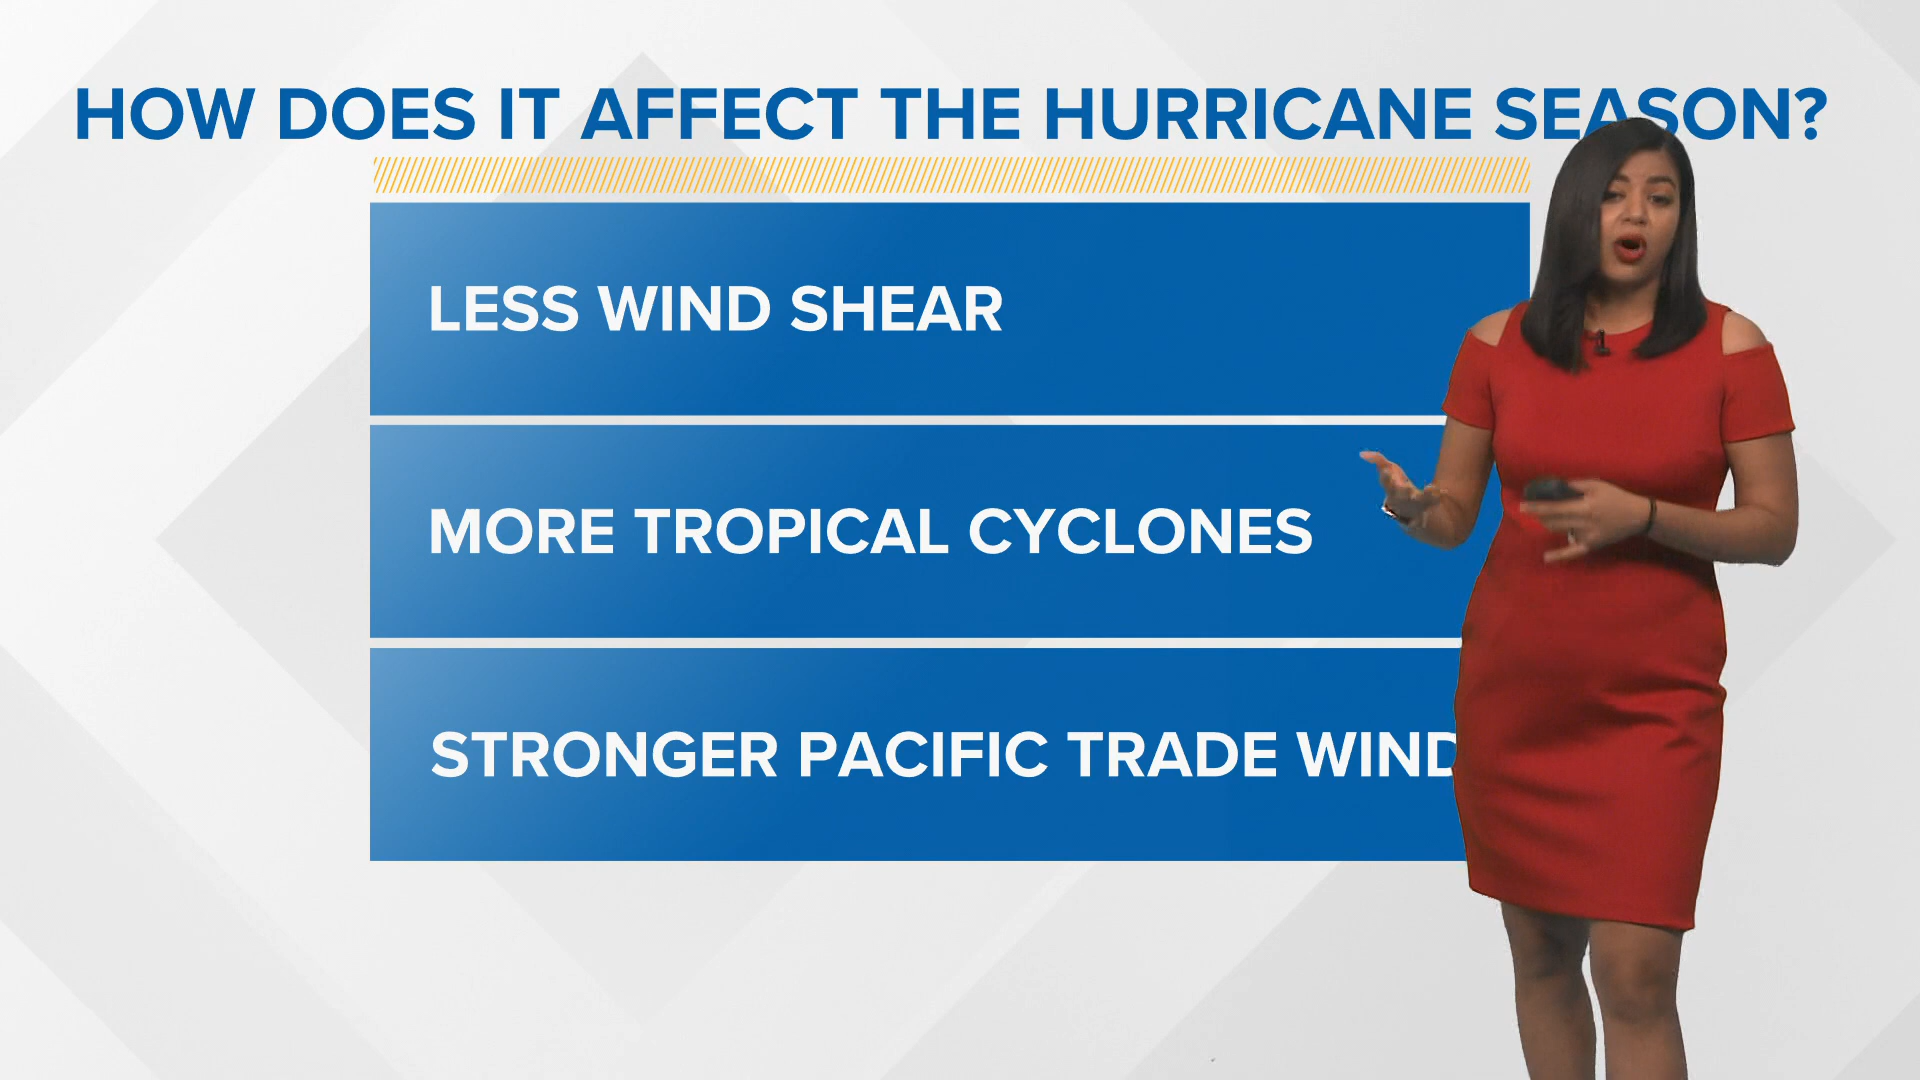 HOW DOES IT AFFECT THE HURRICANE SEASON?
LESS WIND SHEAR
MORE TROPICAL CYCLONES
STRONGER PACIFIC TRADE WIND